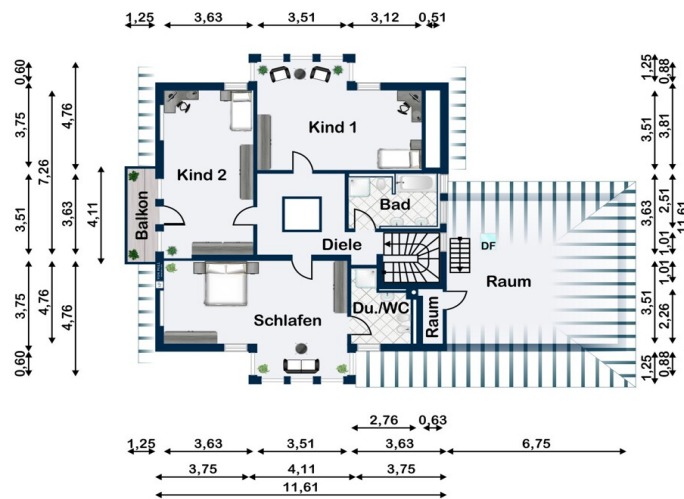 1,25 3,63 3,51 3,12 0,51
0,60
3,75
3,51
3,75
0,60
7,26
4,76
4,76
3,63
4,76
4,11
Kind 1
Kind 2
Bad
Balkon
Diele
DF
Raum
Schlafen
Du./WC
Raum
1,25
3,51
3,63
3,51
1,25
0,88
3,81
2,51
1,01
1,01
2,26
0,88
11,61
2,76 0,63
1,25 3,63 3,51 3,63 6,75
3,75 4,11 3,75
11,61